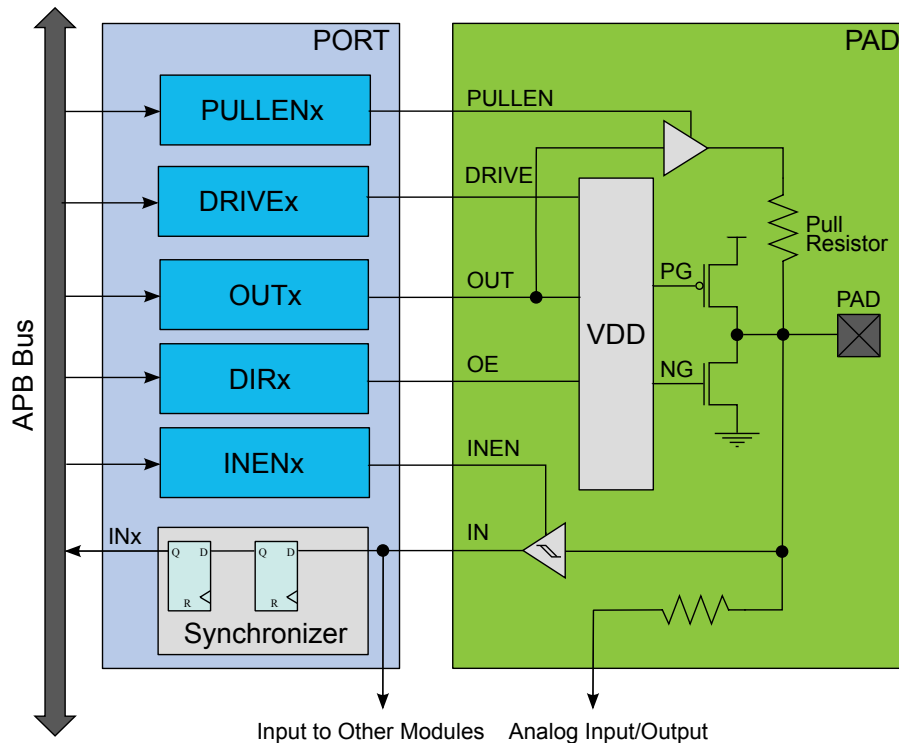 PORT
PAD
APB Bus
PULLENx
PULLEN
DRIVEx
DRIVE
Pull
Resistor
OUTx
OUT
PG
PAD
VDD
DIRx
OE
NG
INENx
INEN
INx
Q D
R
Q D
R
IN
Synchronizer
Input to Other Modules
Analog Input/Output